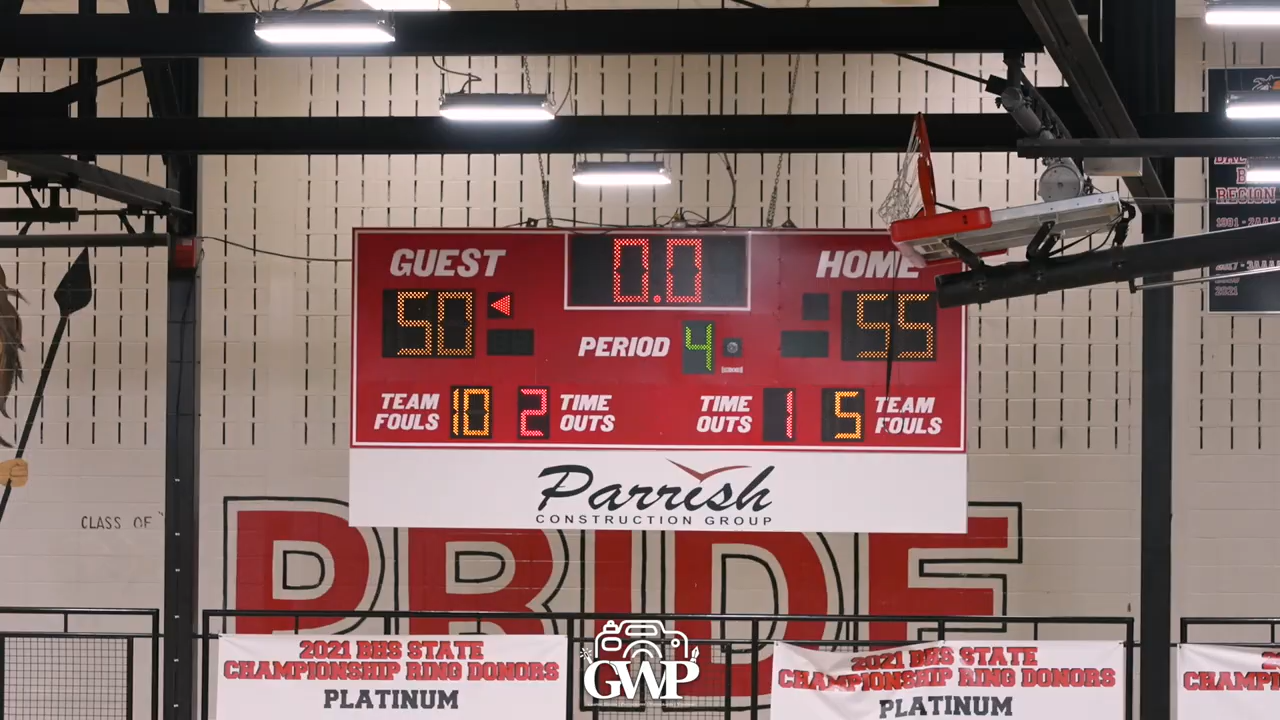 GUEST
0.0
HOME
50
55
PERIOD 4
TEAM FOULS 10
2 TIME OUTS
TIME OUTS 1
5 TEAM FOULS
Parrish
CONSTRUCTION GROUP
CLASS OF
PRIDE
REGION
2021
2021 BHS STATE
CHAMPIONSHIP RING DONORS
PLATINUM
GWP
2021 BHS STATE
CHAMPIONSHIP RING DONORS
PLATINUM